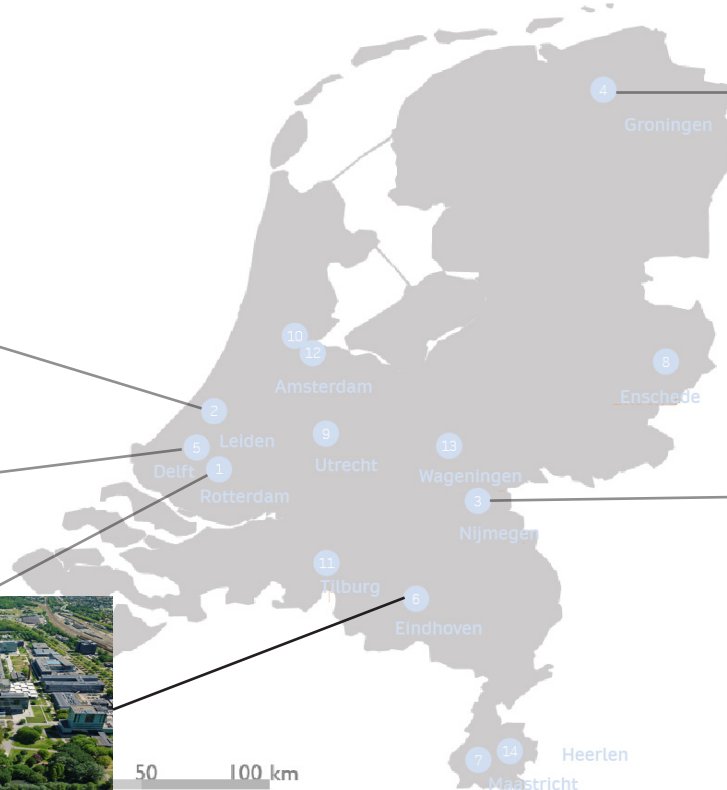 4
Groningen
10
12
Amsterdam
8
Enschede
2
Leiden
9
Utrecht
5
Delft
1
Rotterdam
13
Wageningen
3
Nijmegen
11
Tilburg
6
Eindhoven
14
Heerlen
7
Maastricht
50 100 km